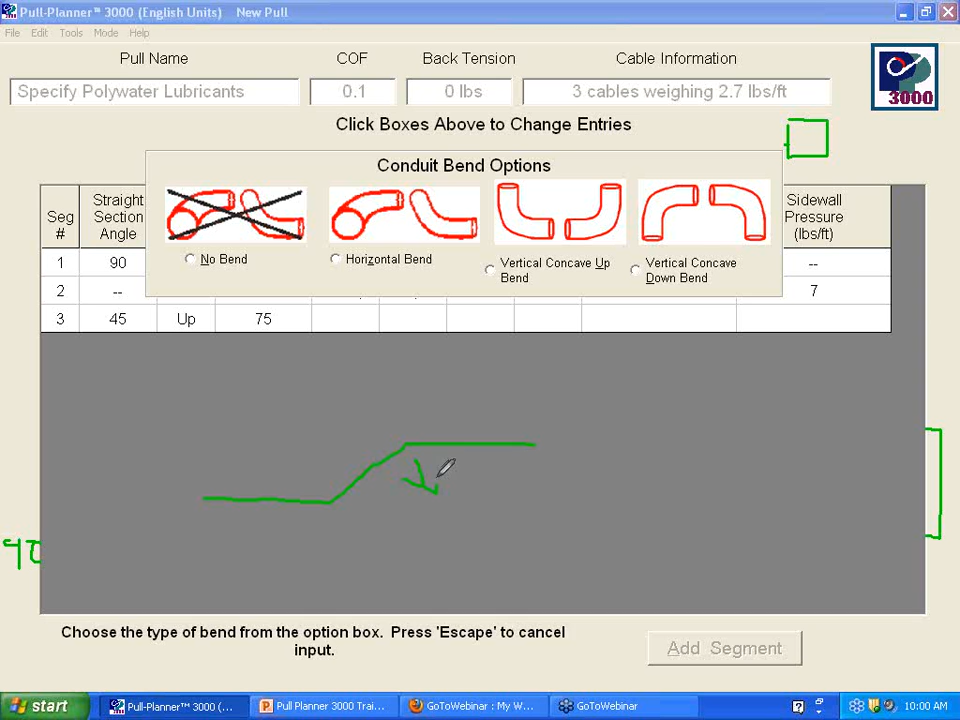 Pull-Planner™ 3000 (English Units)   New Pull
File Edit Tools Mode Help
Pull Name COF Back Tension Cable Information
Specify Polywater Lubricants 0.1 0 lbs 3 cables weighing 2.7 lbs/ft
3000
Click Boxes Above to Change Entries
Conduit Bend Options
No Bend
Horizontal Bend
Vertical Concave Up
Bend
Vertical Concave
Down Bend
Seg
#
Straight
Section
Angle
Sidewall
Pressure
(lbs/ft)
1 90 --
2 -- 7
3 45 Up 75
40
Choose the type of bend from the option box. Press 'Escape' to cancel
input.
Add Segment
start Pull-Planner™ 3000 (... Pull Planner 3000 Trai... GoToWebinar : My W... GoToWebinar 10:00 AM